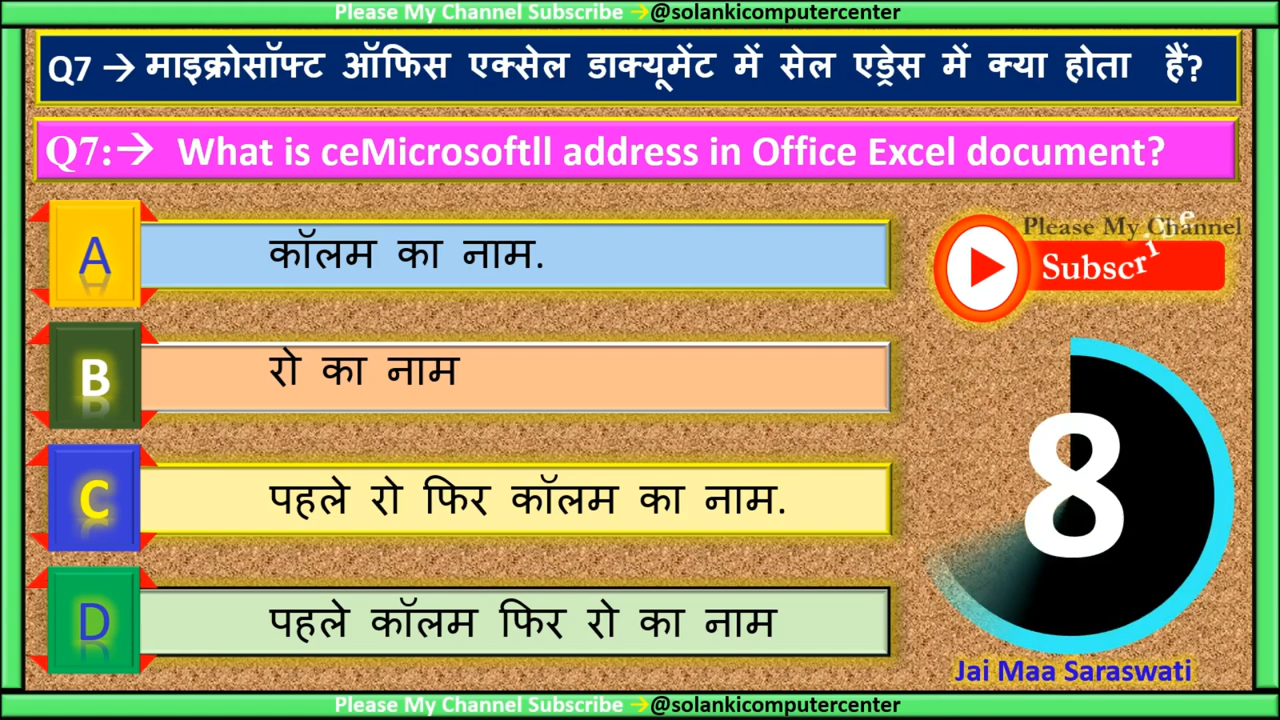 Please My Channel Subscribe →@solankicomputercenter
Q7 → माइक्रोसॉफ्ट ऑफिस एक्सेल डाक्यूमेंट में सेल एड्रेस में क्या होता हैं?
Q7:→ What is ceMicrosoftll address in Office Excel document?
A कॉलम का नाम.
Please My Channel
Subscribe
B रो का नाम
C पहले रो फिर कॉलम का नाम.
8
D पहले कॉलम फिर रो का नाम
Jai Maa Saraswati
Please My Channel Subscribe →@solankicomputercenter